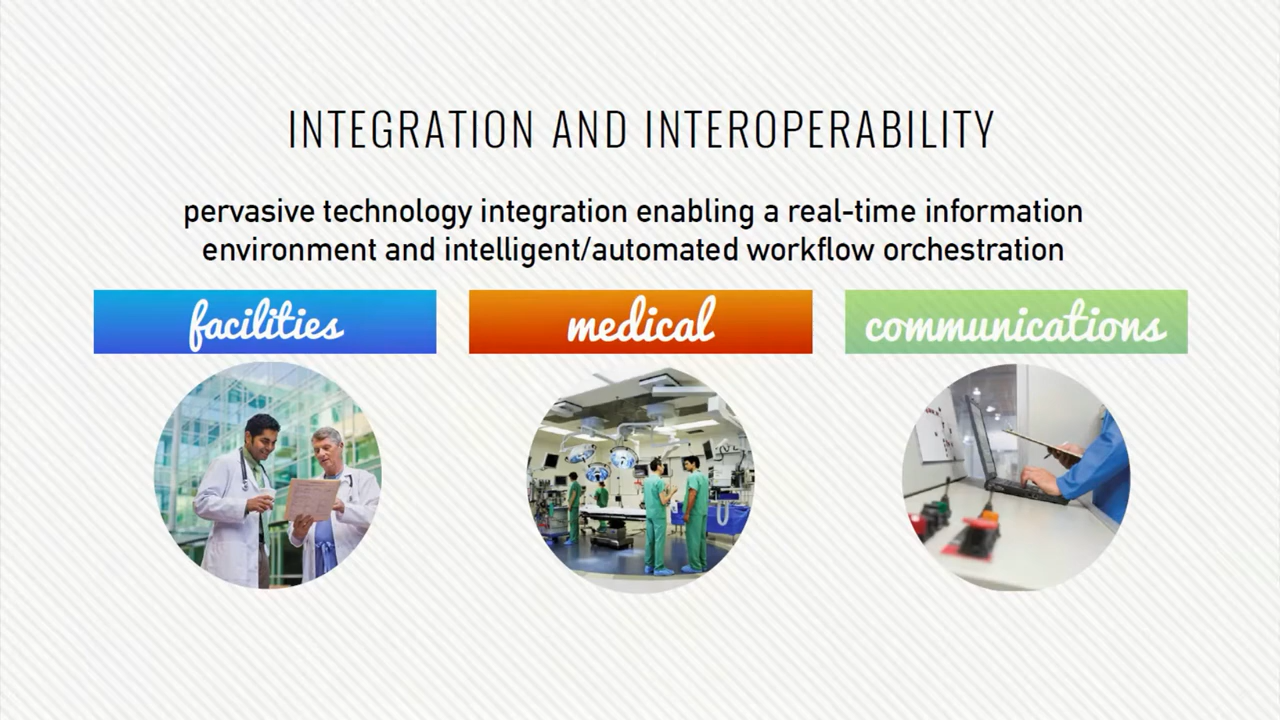 INTEGRATION AND INTEROPERABILITY
pervasive technology integration enabling a real-time information
environment and intelligent/automated workflow orchestration
facilities
medical
communications